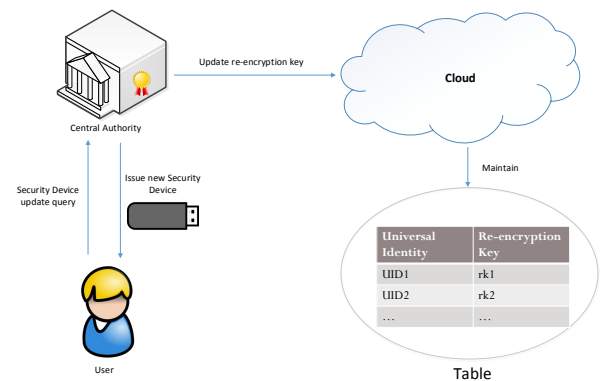 Update re-encryption key
Cloud
Central Authority
Security Device
update query
Issue new Security
Device
Maintain
Universal Identity
Re-encryption Key
UID1
rk1
UID2
rk2
...
...
User
Table